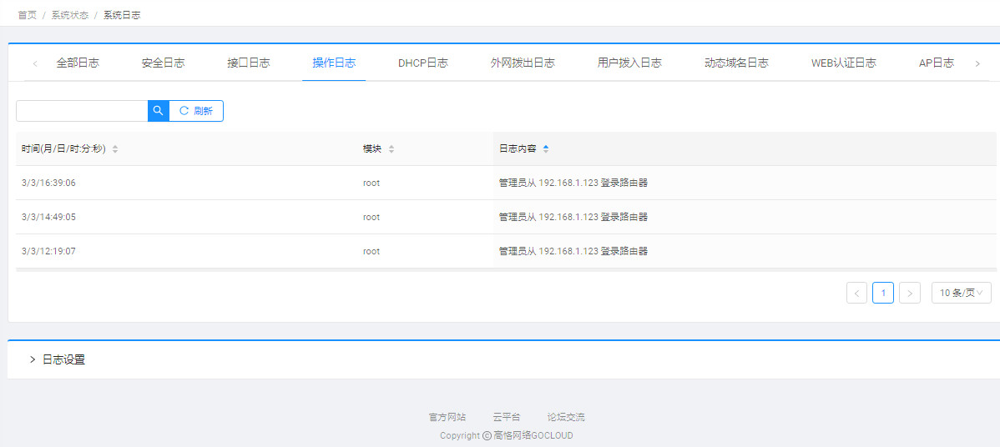 首页 / 系统状态 / 系统日志
全部日志 安全日志 接口日志 操作日志 DHCP日志 外网拨出日志 用户拨入日志 动态域名日志 WEB认证日志 AP日志
刷新
时间(月/日/时:分:秒) 模块 日志内容
3/3/16:39:06 root 管理员从 192.168.1.123 登录路由器
3/3/14:49:05 root 管理员从 192.168.1.123 登录路由器
3/3/12:19:07 root 管理员从 192.168.1.123 登录路由器
1 10 条/页
日志设置
官方网站 云平台 论坛交流
Copyright © 高恪网络GOCLOUD